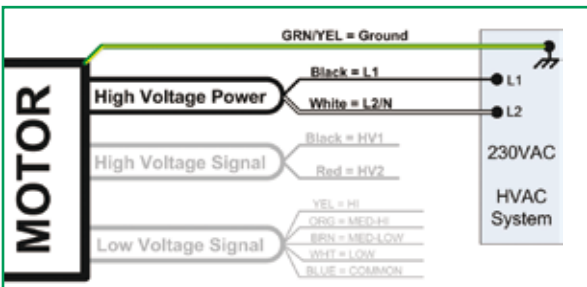 GRN/YEL = Ground
MOTOR
High Voltage Power
Black = L1
White = L2/N
L1
L2
230VAC
HVAC
System
High Voltage Signal
Black = HV1
Red = HV2
Low Voltage Signal
YEL = HI
ORG = MED-HI
BRN = MED-LOW
WHT = LOW
BLUE = COMMON